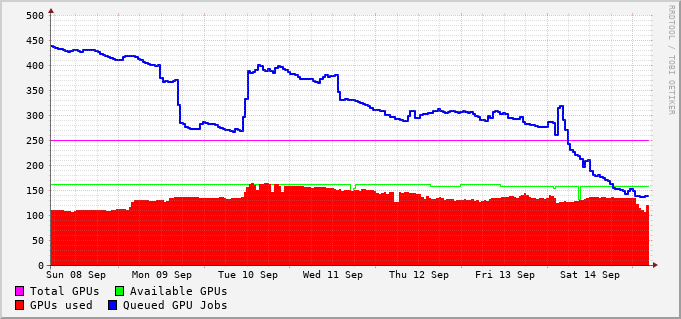 500
450
400
350
300
250
200
150
100
50
0
Sun 08 Sep Mon 09 Sep Tue 10 Sep Wed 11 Sep Thu 12 Sep Fri 13 Sep Sat 14 Sep
Total GPUs Available GPUs
GPUs used Queued GPU Jobs
RRDTOOL / TOBI OETIKER